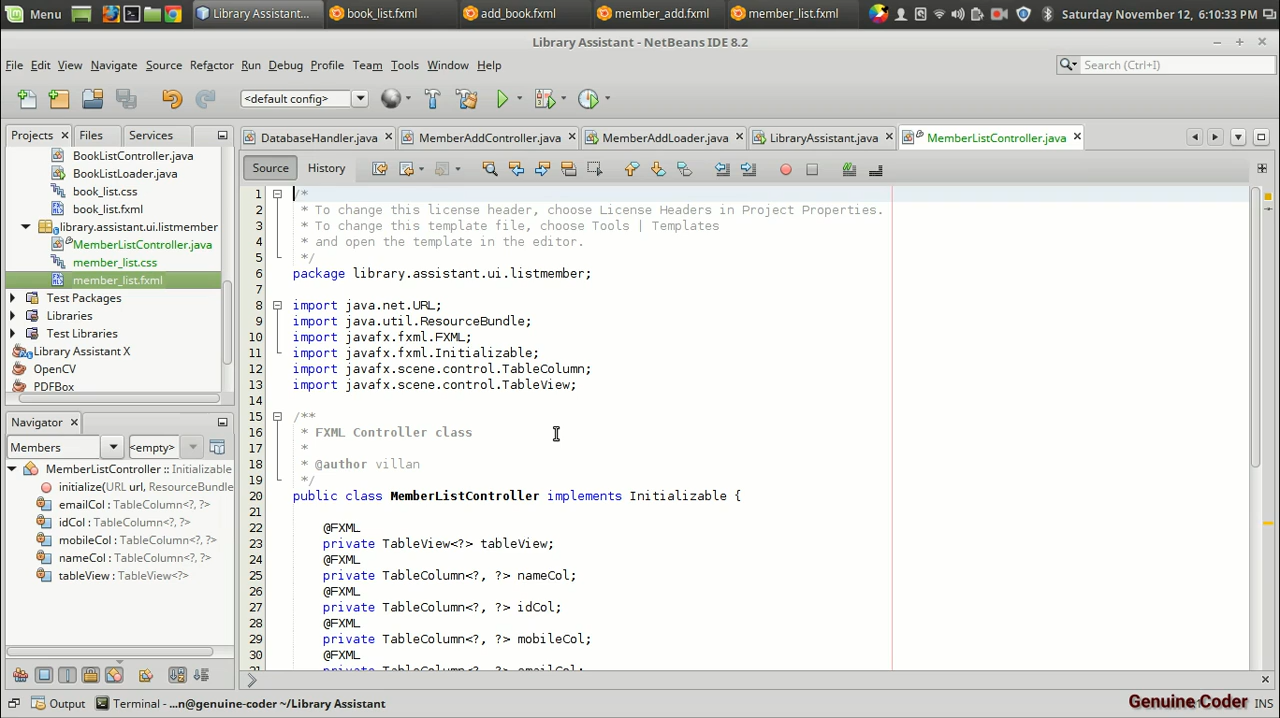 Menu
Library Assistant...
book_list.fxml
add_book.fxml
member_add.fxml
member_list.fxml
Saturday November 12, 6:10:33 PM
Library Assistant - NetBeans IDE 8.2
File Edit View Navigate Source Refactor Run Debug Profile Team Tools Window Help
Search (Ctrl+I)
<default config>
Projects Files Services
DatabaseHandler.java MemberAddController.java MemberAddLoader.java LibraryAssistant.java MemberListController.java
Source History
BookListController.java
BookListLoader.java
book_list.css
book_list.fxml
library.assistant.ui.listmember
MemberListController.java
member_list.css
member_list.fxml
Test Packages
Libraries
Test Libraries
Library Assistant X
OpenCV
PDFBox
Navigator
Members <empty>
MemberListController :: Initializable
initialize(URL url, ResourceBundle
emailCol : TableColumn<?, ?>
idCol : TableColumn<?, ?>
mobileCol : TableColumn<?, ?>
nameCol : TableColumn<?, ?>
tableView : TableView<?>
1 /*
2 * To change this license header, choose License Headers in Project Properties.
3 * To change this template file, choose Tools | Templates
4 * and open the template in the editor.
5 */
6 package library.assistant.ui.listmember;
7
8 import java.net.URL;
9 import java.util.ResourceBundle;
10 import javafx.fxml.FXML;
11 import javafx.fxml.Initializable;
12 import javafx.scene.control.TableColumn;
13 import javafx.scene.control.TableView;
14
15 /**
16 * FXML Controller class
17 *
18 * @author villan
19 */
20 public class MemberListController implements Initializable {
21
22 @FXML
23 private TableView<?> tableView;
24 @FXML
25 private TableColumn<?, ?> nameCol;
26 @FXML
27 private TableColumn<?, ?> idCol;
28 @FXML
29 private TableColumn<?, ?> mobileCol;
30 @FXML
31 private TableColumn<?, ?> emailCol;
Output Terminal - ...n@genuine-coder ~/Library Assistant
Genuine Coder
INS